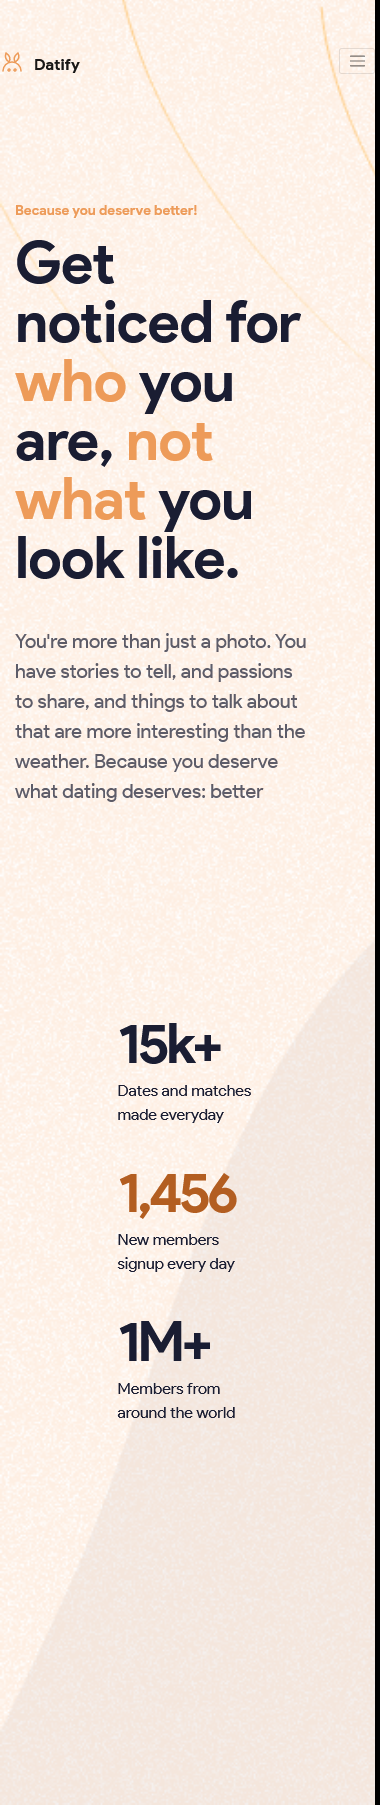 Datify
Because you deserve better!
Get
noticed for
who you
are, not
what you
look like.
You're more than just a photo. You
have stories to tell, and passions
to share, and things to talk about
that are more interesting than the
weather. Because you deserve
what dating deserves: better
15k+
Dates and matches
made everyday
1,456
New members
signup every day
1M+
Members from
around the world